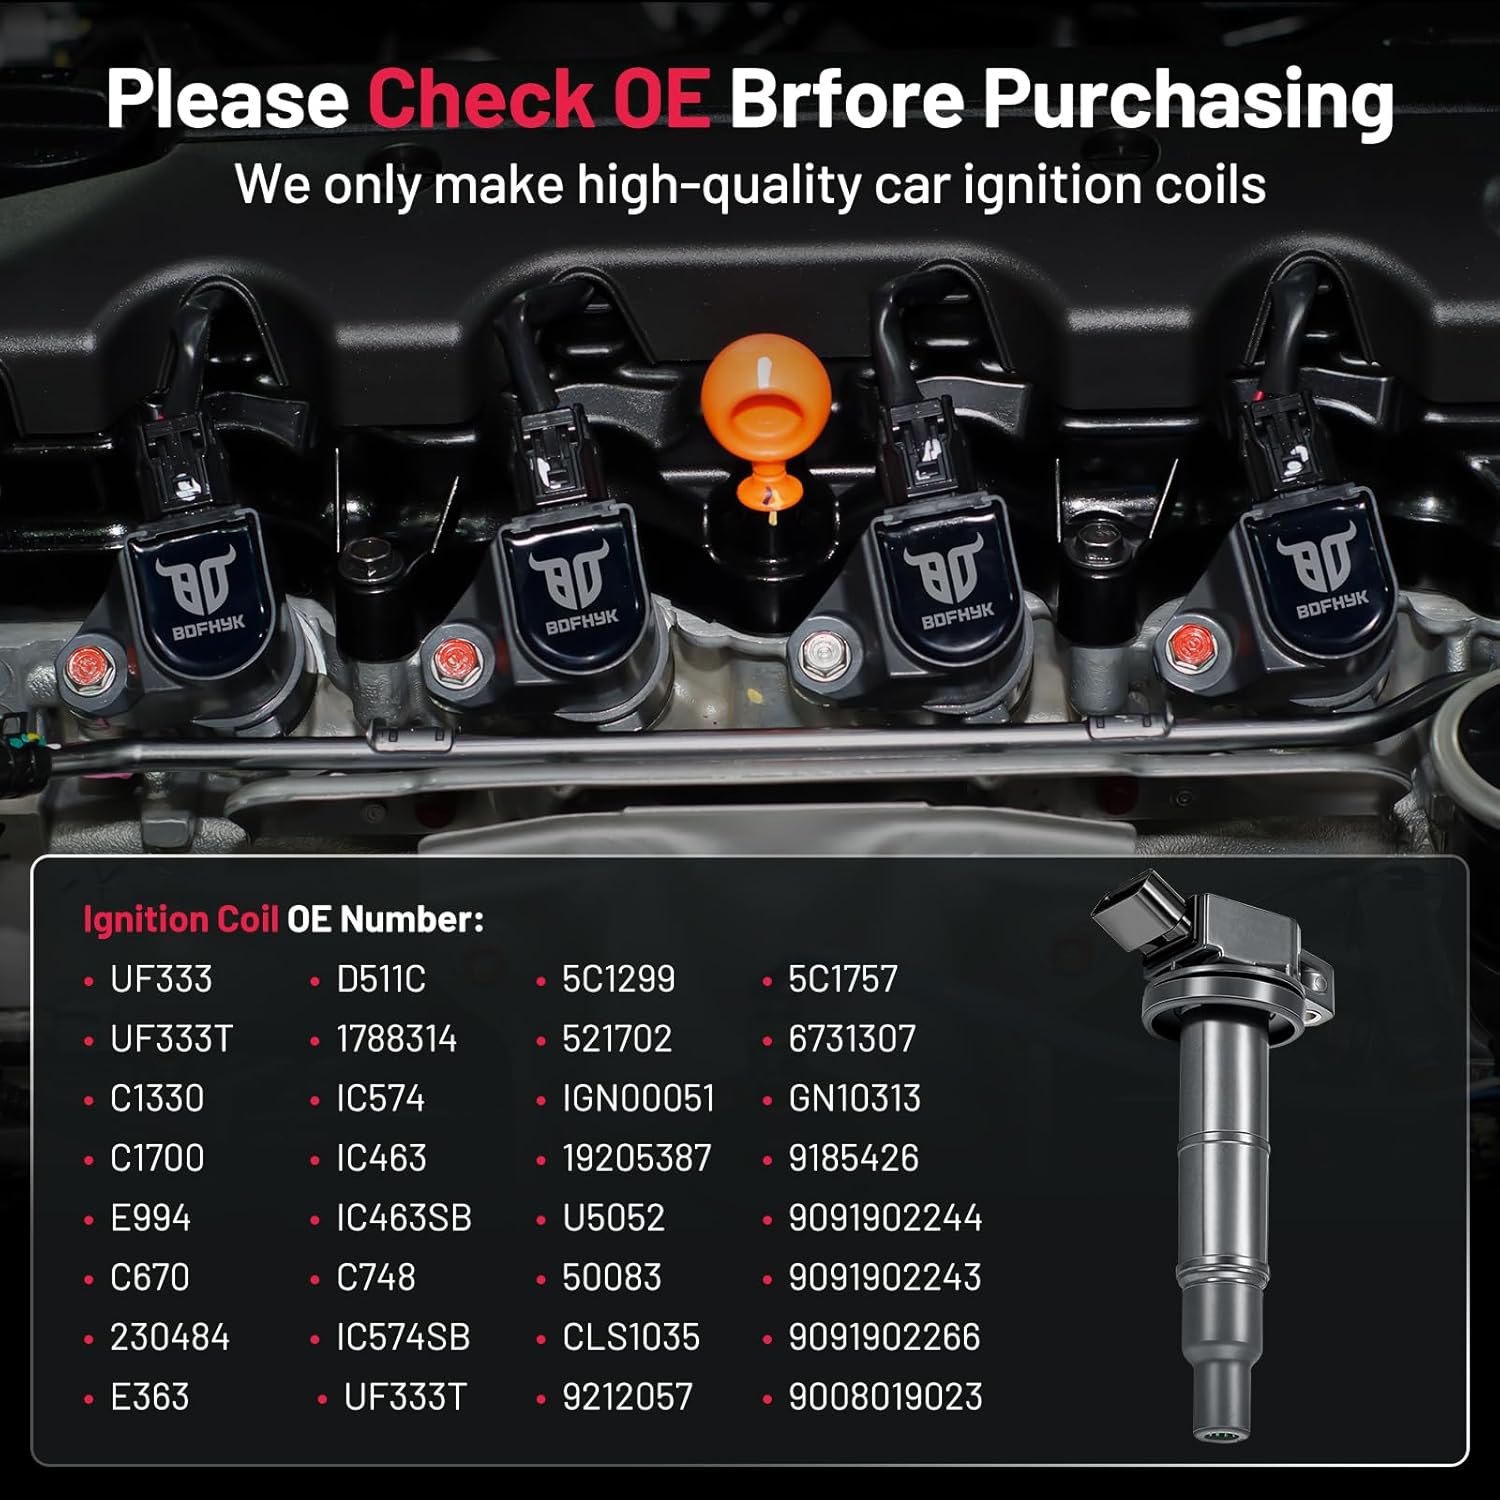 Please Check OE Brfore Purchasing
We only make high-quality car ignition coils
BDFHYK
BDFHYK
BDFHYK
BDFHYK
Ignition Coil OE Number:
• UF333
• D511C
• 5C1299
• 5C1757
• UF333T
• 1788314
• 521702
• 6731307
• C1330
• IC574
• IGN00051
• GN10313
• C1700
• IC463
• 19205387
• 9185426
• E994
• IC463SB
• U5052
• 9091902244
• C670
• C748
• 50083
• 9091902243
• 230484
• IC574SB
• CLS1035
• 9091902266
• E363
• UF333T
• 9212057
• 9008019023